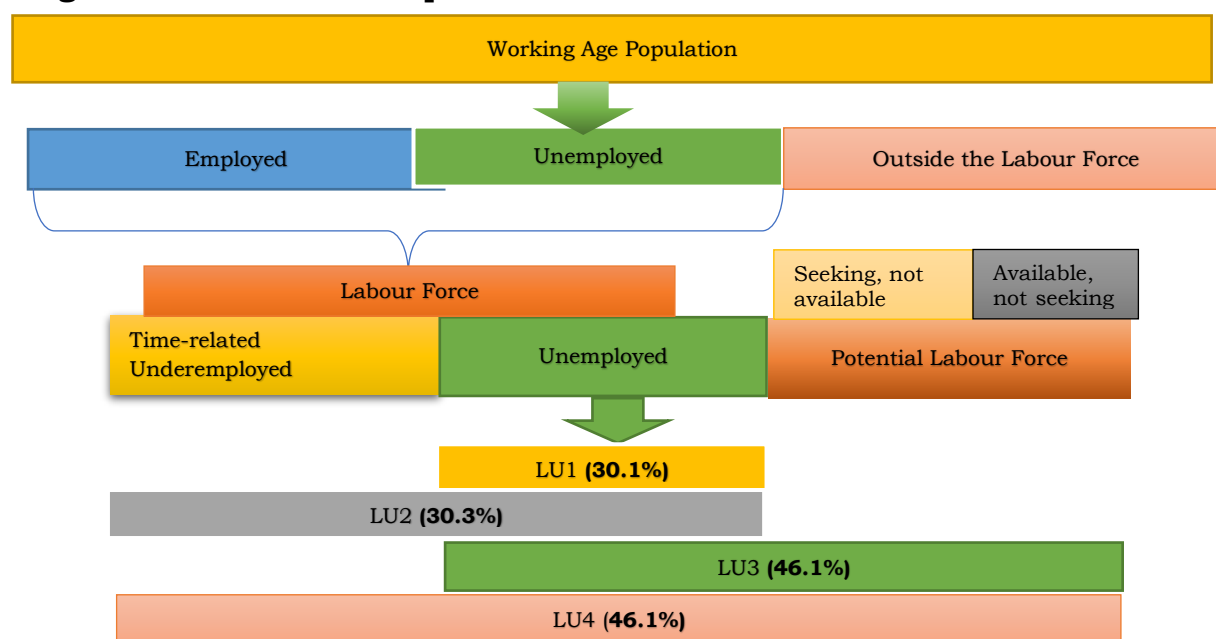 Working Age Population
Employed
Unemployed
Outside the Labour Force
Seeking, not
available
Available,
not seeking
Labour Force
Time-related
Underemployed
Unemployed
Potential Labour Force
LU1 (30.1%)
LU2 (30.3%)
LU3 (46.1%)
LU4 (46.1%)